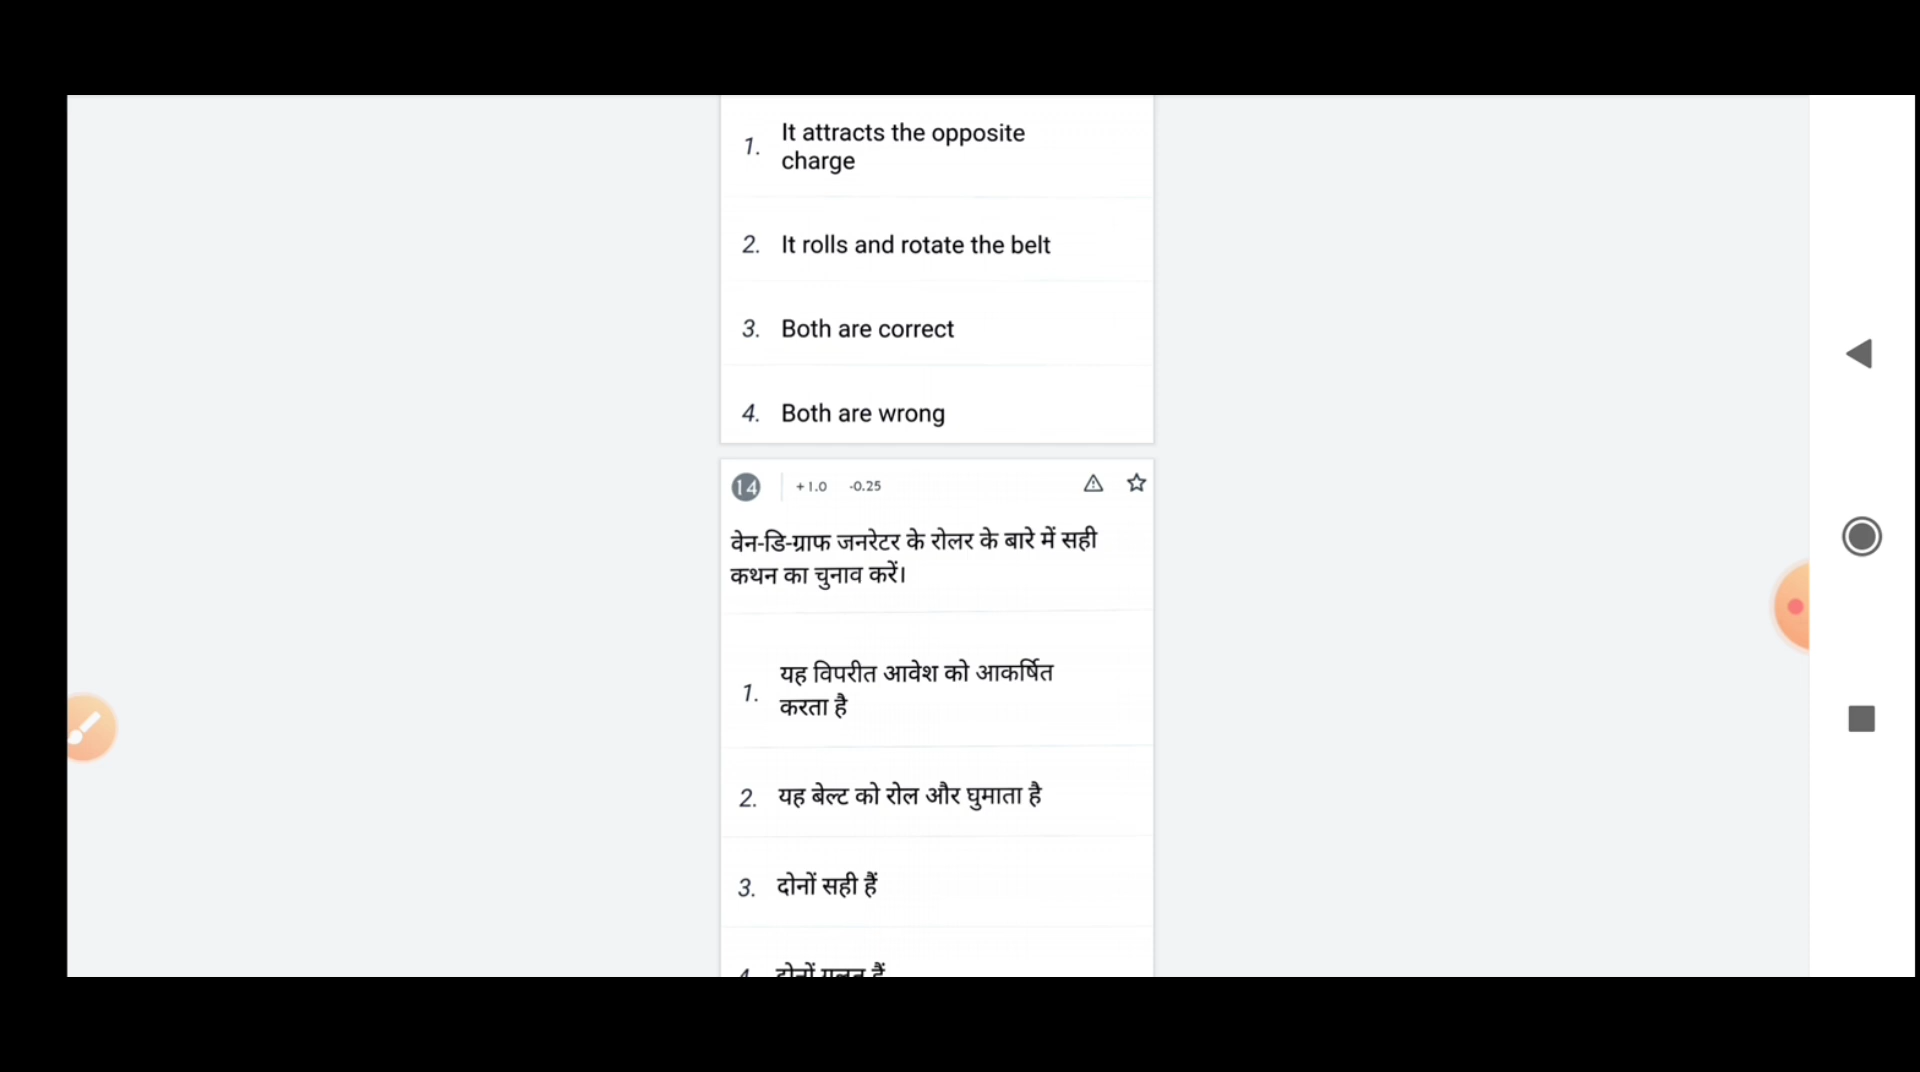 1. It attracts the opposite
charge
2. It rolls and rotate the belt
3. Both are correct
4. Both are wrong
14 +1.0 -0.25
वेन-डि-ग्राफ जनरेटर के रोलर के बारे में सही
कथन का चुनाव करें।
1. यह विपरीत आवेश को आकर्षित
करता है
2. यह बेल्ट को रोल और घुमाता है
3. दोनों सही हैं
4. दोनों गलत हैं